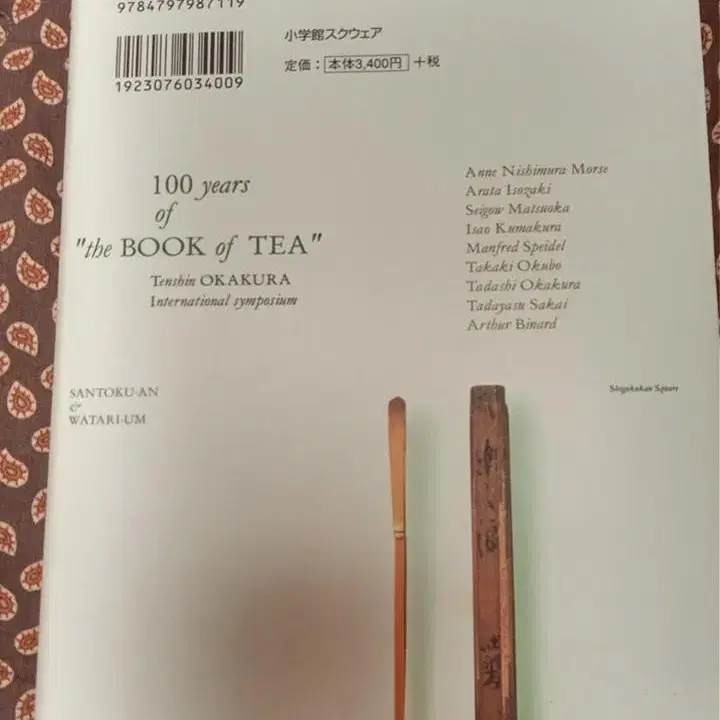 9784797987119
小学館スクウェア
定価：本体3,400円＋税
1923076034009
100 years
of
"the BOOK of TEA"
Tenshin OKAKURA
International symposium
Anne Nishimura Morse
Arata Isozaki
Seigow Matsuoka
Isao Kumakura
Manfred Speidel
Takaki Okubo
Tadashi Okakura
Tadayasu Sakai
Arthur Binard
SANTOKU-AN
&
WATARI-UM
Shogakukan Square